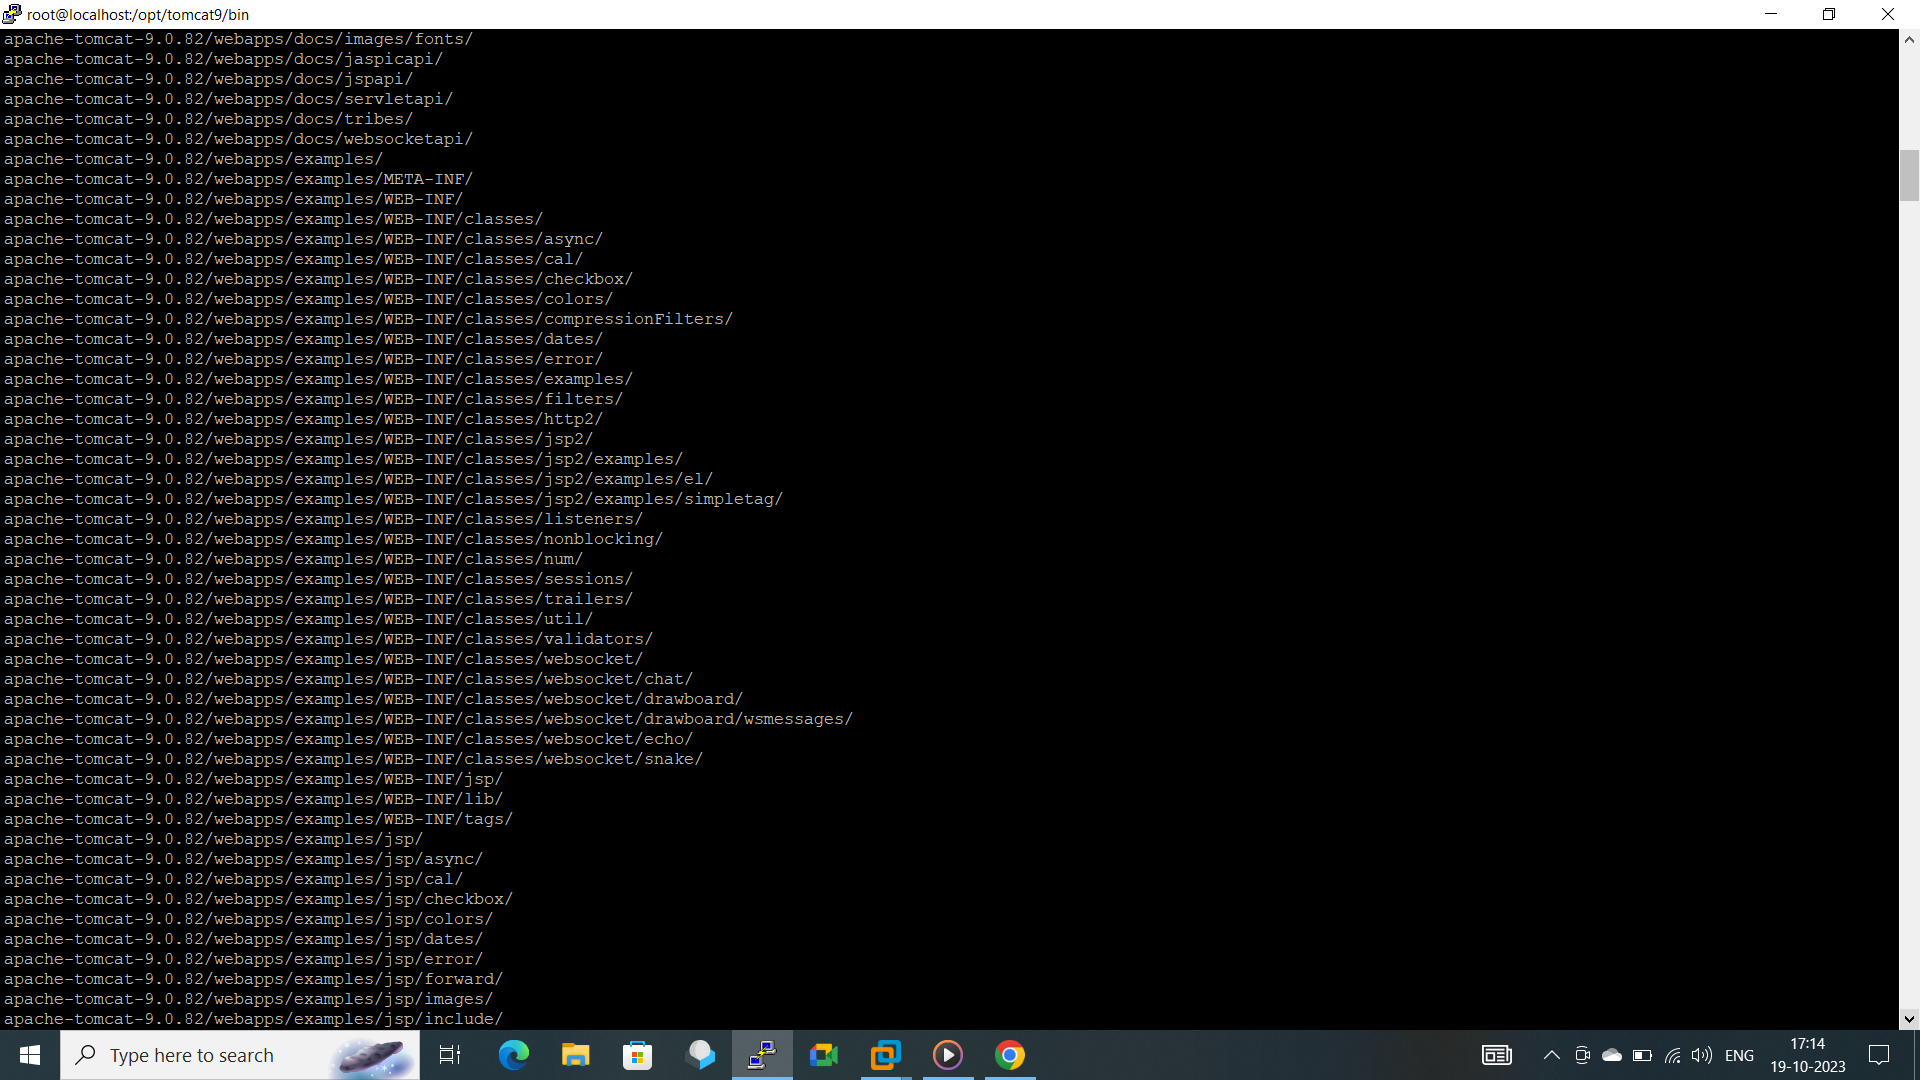 root@localhost:/opt/tomcat9/bin
apache-tomcat-9.0.82/webapps/docs/images/fonts/
apache-tomcat-9.0.82/webapps/docs/jaspicapi/
apache-tomcat-9.0.82/webapps/docs/jspapi/
apache-tomcat-9.0.82/webapps/docs/servletapi/
apache-tomcat-9.0.82/webapps/docs/tribes/
apache-tomcat-9.0.82/webapps/docs/websocketapi/
apache-tomcat-9.0.82/webapps/examples/
apache-tomcat-9.0.82/webapps/examples/META-INF/
apache-tomcat-9.0.82/webapps/examples/WEB-INF/
apache-tomcat-9.0.82/webapps/examples/WEB-INF/classes/
apache-tomcat-9.0.82/webapps/examples/WEB-INF/classes/async/
apache-tomcat-9.0.82/webapps/examples/WEB-INF/classes/cal/
apache-tomcat-9.0.82/webapps/examples/WEB-INF/classes/checkbox/
apache-tomcat-9.0.82/webapps/examples/WEB-INF/classes/colors/
apache-tomcat-9.0.82/webapps/examples/WEB-INF/classes/compressionFilters/
apache-tomcat-9.0.82/webapps/examples/WEB-INF/classes/dates/
apache-tomcat-9.0.82/webapps/examples/WEB-INF/classes/error/
apache-tomcat-9.0.82/webapps/examples/WEB-INF/classes/examples/
apache-tomcat-9.0.82/webapps/examples/WEB-INF/classes/filters/
apache-tomcat-9.0.82/webapps/examples/WEB-INF/classes/http2/
apache-tomcat-9.0.82/webapps/examples/WEB-INF/classes/jsp2/
apache-tomcat-9.0.82/webapps/examples/WEB-INF/classes/jsp2/examples/
apache-tomcat-9.0.82/webapps/examples/WEB-INF/classes/jsp2/examples/el/
apache-tomcat-9.0.82/webapps/examples/WEB-INF/classes/jsp2/examples/simpletag/
apache-tomcat-9.0.82/webapps/examples/WEB-INF/classes/listeners/
apache-tomcat-9.0.82/webapps/examples/WEB-INF/classes/nonblocking/
apache-tomcat-9.0.82/webapps/examples/WEB-INF/classes/num/
apache-tomcat-9.0.82/webapps/examples/WEB-INF/classes/sessions/
apache-tomcat-9.0.82/webapps/examples/WEB-INF/classes/trailers/
apache-tomcat-9.0.82/webapps/examples/WEB-INF/classes/util/
apache-tomcat-9.0.82/webapps/examples/WEB-INF/classes/validators/
apache-tomcat-9.0.82/webapps/examples/WEB-INF/classes/websocket/
apache-tomcat-9.0.82/webapps/examples/WEB-INF/classes/websocket/chat/
apache-tomcat-9.0.82/webapps/examples/WEB-INF/classes/websocket/drawboard/
apache-tomcat-9.0.82/webapps/examples/WEB-INF/classes/websocket/drawboard/wsmessages/
apache-tomcat-9.0.82/webapps/examples/WEB-INF/classes/websocket/echo/
apache-tomcat-9.0.82/webapps/examples/WEB-INF/classes/websocket/snake/
apache-tomcat-9.0.82/webapps/examples/WEB-INF/jsp/
apache-tomcat-9.0.82/webapps/examples/WEB-INF/lib/
apache-tomcat-9.0.82/webapps/examples/WEB-INF/tags/
apache-tomcat-9.0.82/webapps/examples/jsp/
apache-tomcat-9.0.82/webapps/examples/jsp/async/
apache-tomcat-9.0.82/webapps/examples/jsp/cal/
apache-tomcat-9.0.82/webapps/examples/jsp/checkbox/
apache-tomcat-9.0.82/webapps/examples/jsp/colors/
apache-tomcat-9.0.82/webapps/examples/jsp/dates/
apache-tomcat-9.0.82/webapps/examples/jsp/error/
apache-tomcat-9.0.82/webapps/examples/jsp/forward/
apache-tomcat-9.0.82/webapps/examples/jsp/images/
apache-tomcat-9.0.82/webapps/examples/jsp/include/
Type here to search
ENG
17:14
19-10-2023